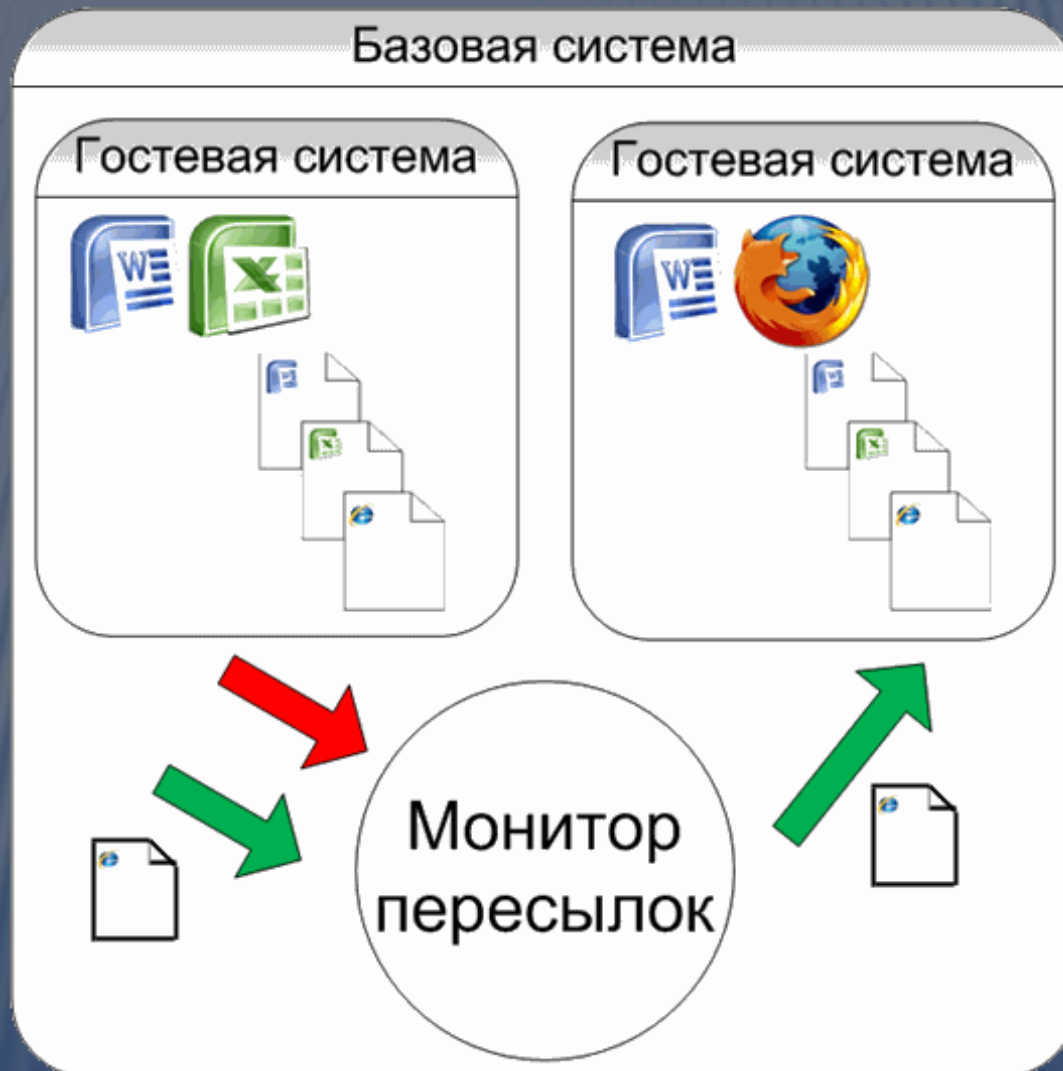 Базовая система
Гостевая система
Гостевая система
W
X
W
Монитор
пересылок